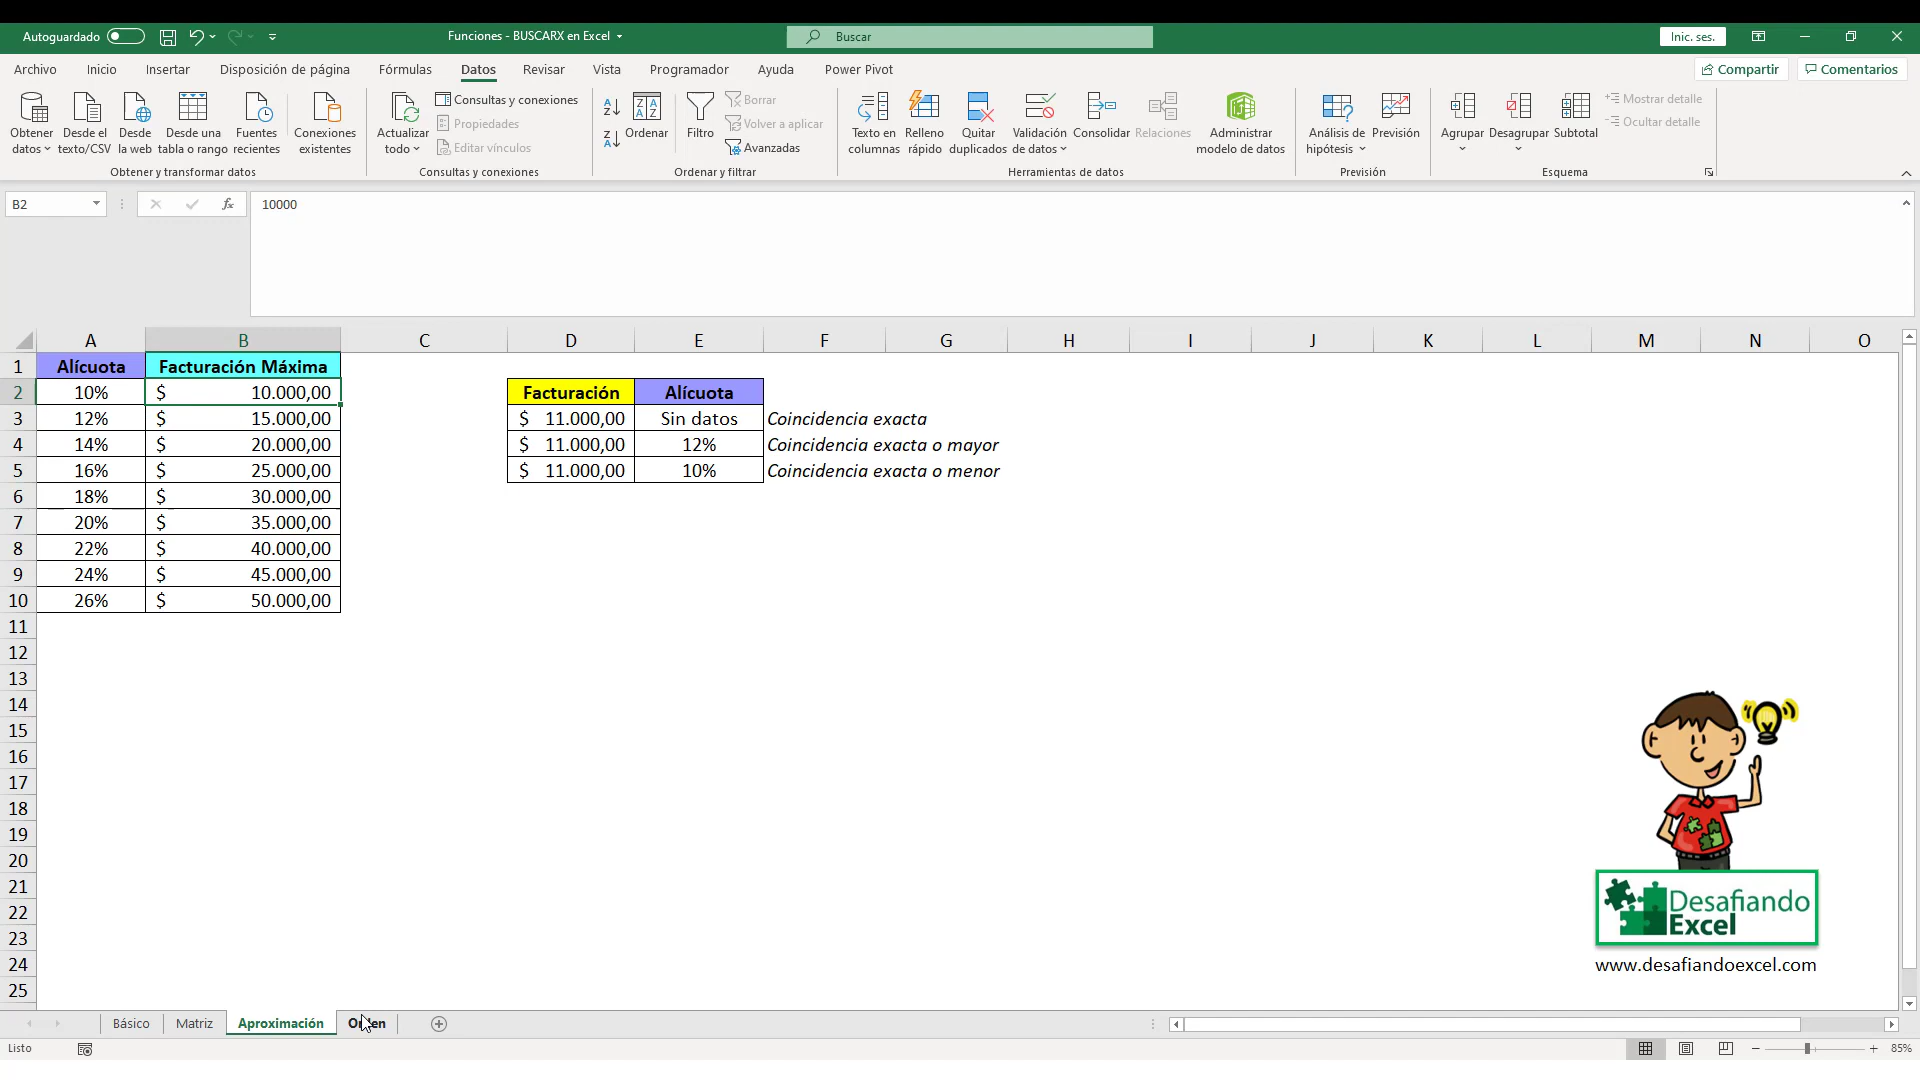 Autoguardado
Funciones - BUSCARX en Excel
Buscar
Inic. ses.
Archivo Inicio Insertar Disposición de página Fórmulas Datos Revisar Vista Programador Ayuda Power Pivot
Compartir Comentarios
Obtener datos
Desde el texto/CSV
Desde la web
Desde una tabla o rango
Fuentes recientes
Conexiones existentes
Obtener y transformar datos
Actualizar todo
Consultas y conexiones
Propiedades
Editar vínculos
Consultas y conexiones
Ordenar
Filtro
Borrar
Volver a aplicar
Avanzadas
Ordenar y filtrar
Texto en columnas
Relleno rápido
Quitar duplicados
Validación de datos
Consolidar
Relaciones
Administrar modelo de datos
Herramientas de datos
Análisis de hipótesis
Previsión
Previsión
Agrupar
Desagrupar
Subtotal
Mostrar detalle
Ocultar detalle
Esquema
B2 fx 10000
A B C D E F G H I J K L M N O
1 Alícuota Facturación Máxima
2 10% $ 10.000,00 Facturación Alícuota
3 12% $ 15.000,00 $ 11.000,00 Sin datos Coincidencia exacta
4 14% $ 20.000,00 $ 11.000,00 12% Coincidencia exacta o mayor
5 16% $ 25.000,00 $ 11.000,00 10% Coincidencia exacta o menor
6 18% $ 30.000,00
7 20% $ 35.000,00
8 22% $ 40.000,00
9 24% $ 45.000,00
10 26% $ 50.000,00
11
12
13
14
15
16
17
18
19
20
21
22
23
24
25
Desafiando
Excel
www.desafiandoexcel.com
Básico Matriz Aproximación Orden
Listo
85%